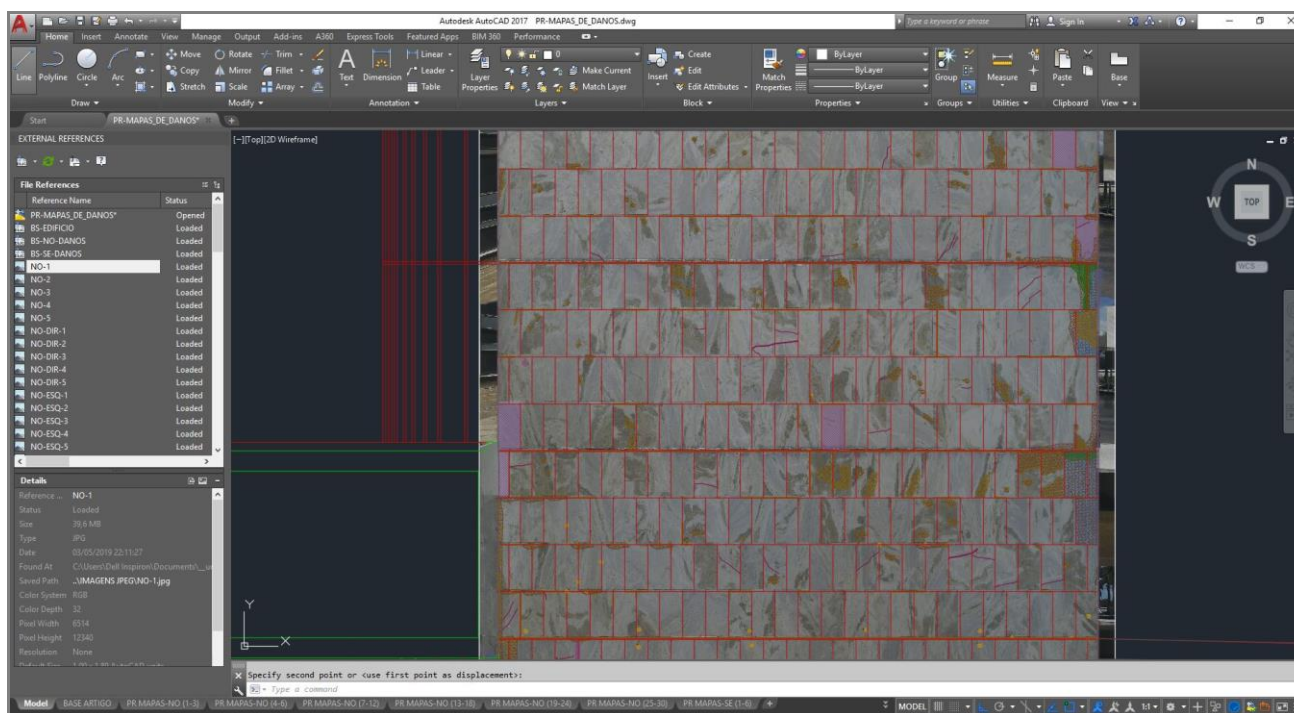 Autodesk AutoCAD 2017 PR-MAPAS_DE_DANOS.dwg
Type a keyword or phrase
Sign In
Home Insert Annotate View Manage Output Add-ins A360 Express Tools Featured Apps BIM 360 Performance
Line Polyline Circle Arc
Move Rotate Trim
Copy Mirror Fillet
Stretch Scale Array
Text Dimension
Linear
Leader
Table
Layer Properties
0
Make Current
Match Layer
Insert
Create
Edit
Edit Attributes
Match Properties
ByLayer
ByLayer
ByLayer
Group
Measure
Paste
Base
Draw Modify Annotation Layers Block Properties Groups Utilities Clipboard View
Start PR-MAPAS_DE_DANOS*
EXTERNAL REFERENCES
[−][Top][2D Wireframe]
File References
Reference Name Status
PR-MAPAS_DE_DANOS* Opened
BS-EDIFICIO Loaded
BS-NO-DANOS Loaded
BS-SE-DANOS Loaded
NO-1 Loaded
NO-2 Loaded
NO-3 Loaded
NO-4 Loaded
NO-5 Loaded
NO-DIR-1 Loaded
NO-DIR-2 Loaded
NO-DIR-3 Loaded
NO-DIR-4 Loaded
NO-DIR-5 Loaded
NO-ESQ-1 Loaded
NO-ESQ-2 Loaded
NO-ESQ-3 Loaded
NO-ESQ-4 Loaded
NO-ESQ-5 Loaded
N
W TOP E
S
WCS
Details
Reference ... NO-1
Status Loaded
Size 39,6 MB
Type JPG
Date 03/05/2019 22:11:27
Found At C:\Users\Dell Inspiron\Documents\
Saved Path ..\IMAGENS JPEG\NO-1.jpg
Color System RGB
Color Depth 32
Pixel Width 6514
Pixel Height 12340
Resolution None
Y
X
Specify second point or <use first point as displacement>:
Type a command
Model BASE ARTIGO PR MAPAS-NO (1-3) PR MAPAS-NO (4-6) PR MAPAS-NO (7-12) PR MAPAS-NO (13-18) PR MAPAS-NO (19-24) PR MAPAS-NO (25-30) PR MAPAS-SE (1-6)
MODEL 1:1